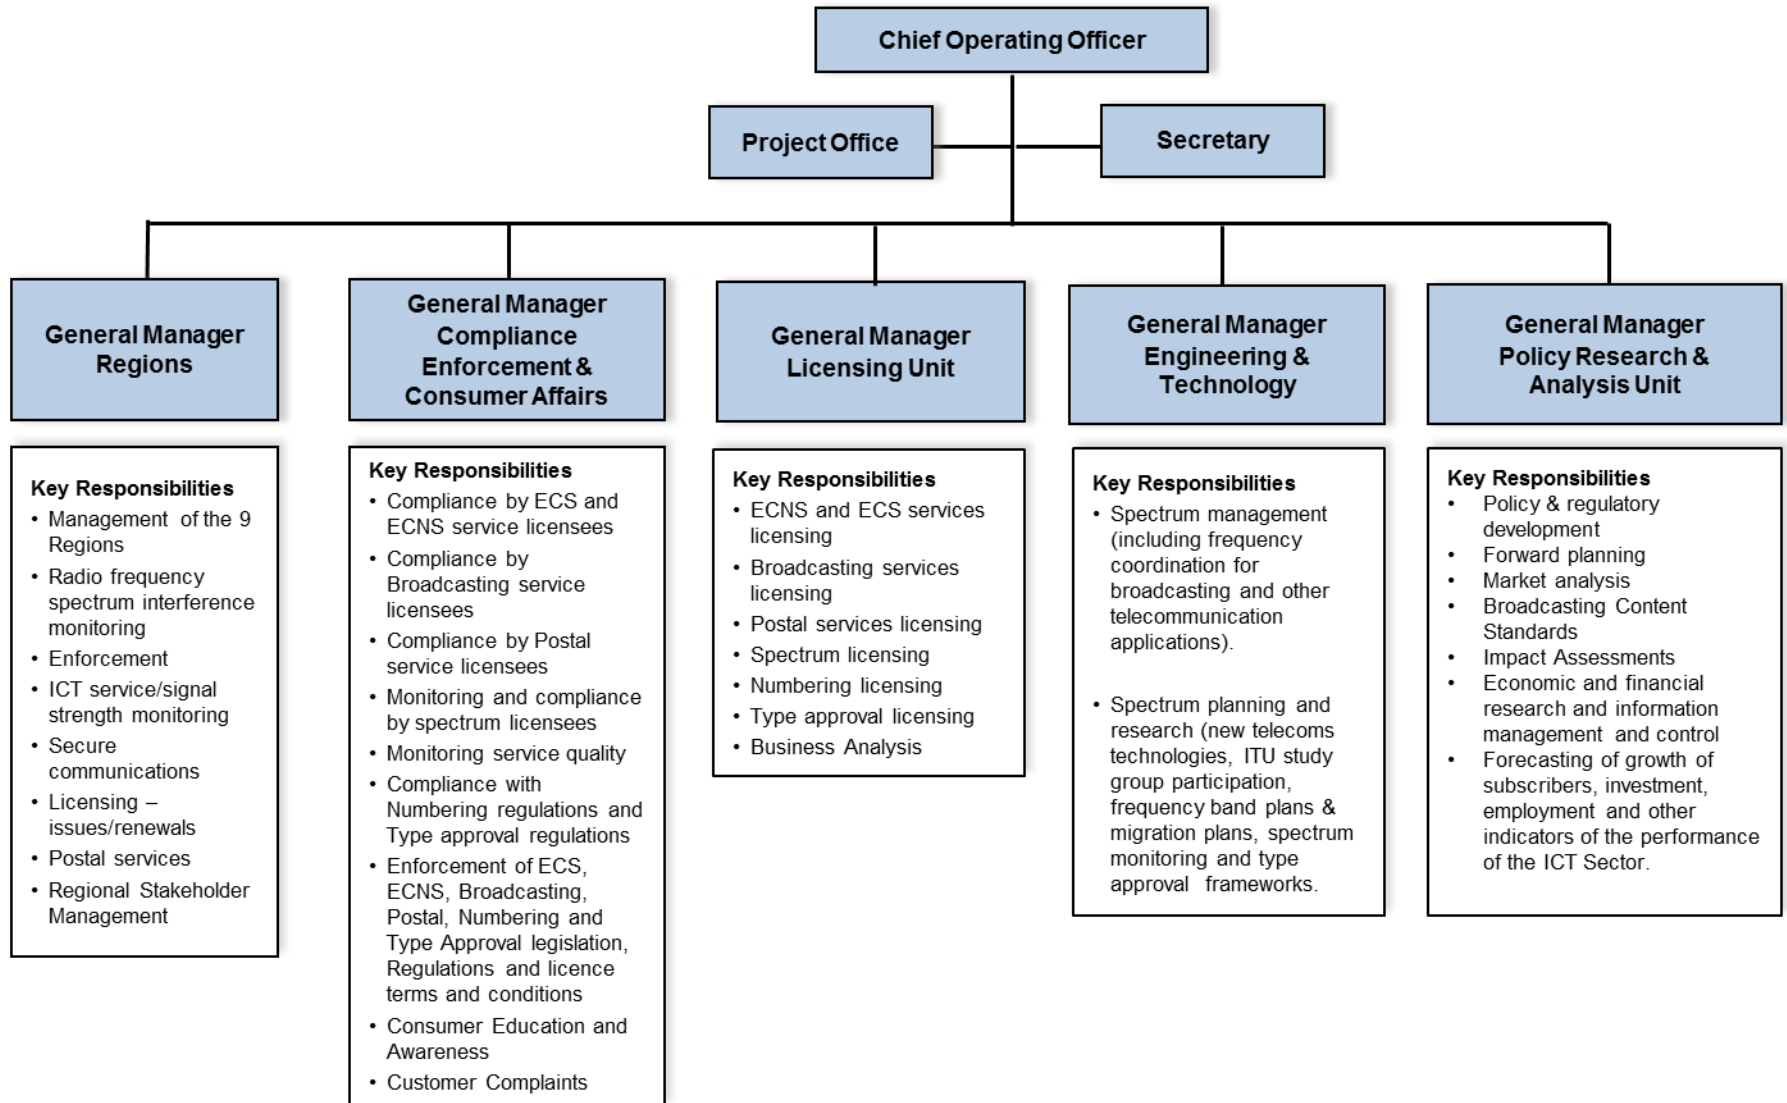 Chief Operating Officer
Project Office
Secretary
General Manager
Regions
General Manager
Compliance
Enforcement &
Consumer Affairs
General Manager
Licensing Unit
General Manager
Engineering &
Technology
General Manager
Policy Research &
Analysis Unit
Key Responsibilities
• Management of the 9
Regions
• Radio frequency
spectrum interference
monitoring
• Enforcement
• ICT service/signal
strength monitoring
• Secure
communications
• Licensing –
issues/renewals
• Postal services
• Regional Stakeholder
Management
Key Responsibilities
• Compliance by ECS and
ECNS service licensees
• Compliance by
Broadcasting service
licensees
• Compliance by Postal
service licensees
• Monitoring and compliance
by spectrum licensees
• Monitoring service quality
• Compliance with
Numbering regulations and
Type approval regulations
• Enforcement of ECS,
ECNS, Broadcasting,
Postal, Numbering and
Type Approval legislation,
Regulations and licence
terms and conditions
• Consumer Education and
Awareness
• Customer Complaints
Key Responsibilities
• ECNS and ECS services
licensing
• Broadcasting services
licensing
• Postal services licensing
• Spectrum licensing
• Numbering licensing
• Type approval licensing
• Business Analysis
Key Responsibilities
• Spectrum management
(including frequency
coordination for
broadcasting and other
telecommunication
applications).
• Spectrum planning and
research (new telecoms
technologies, ITU study
group participation,
frequency band plans &
migration plans, spectrum
monitoring and type
approval frameworks.
Key Responsibilities
• Policy & regulatory
development
• Forward planning
• Market analysis
• Broadcasting Content
Standards
• Impact Assessments
• Economic and financial
research and information
management and control
• Forecasting of growth of
subscribers, investment,
employment and other
indicators of the performance
of the ICT Sector.